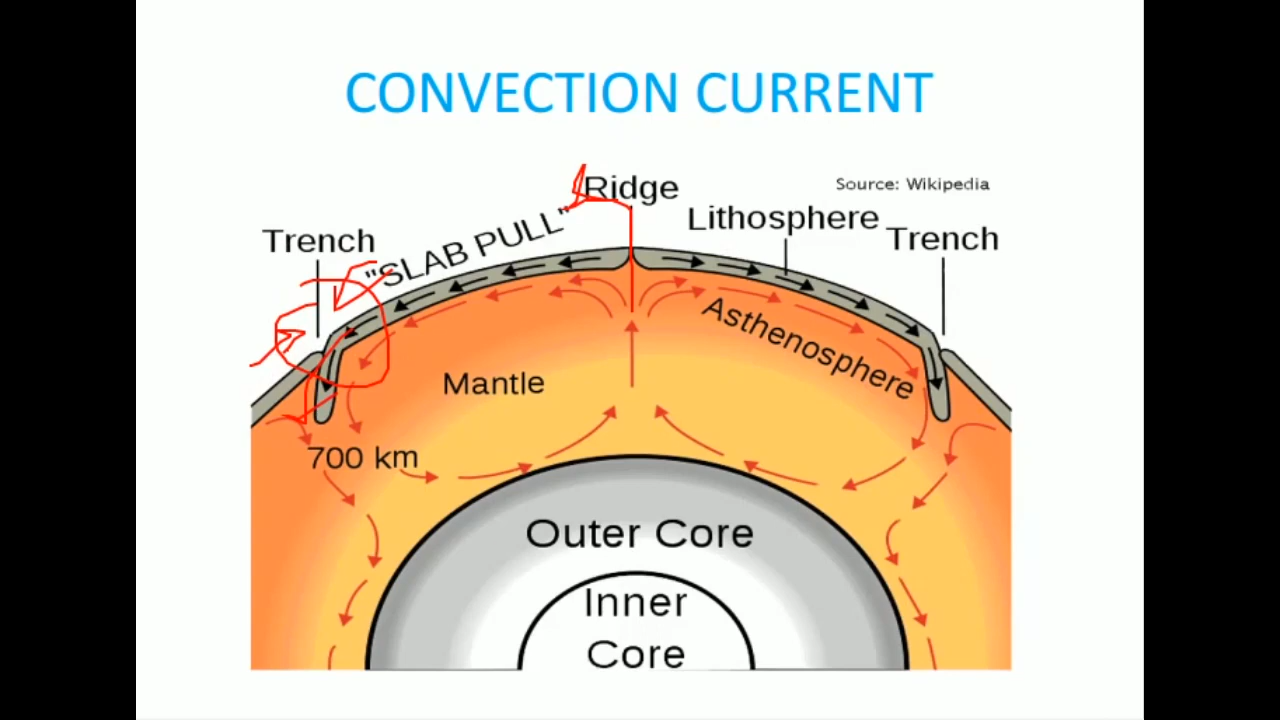 CONVECTION CURRENT
Ridge
Source: Wikipedia
Lithosphere
Trench
Trench
"SLAB PULL"
Asthenosphere
Mantle
700 km
Outer Core
Inner
Core